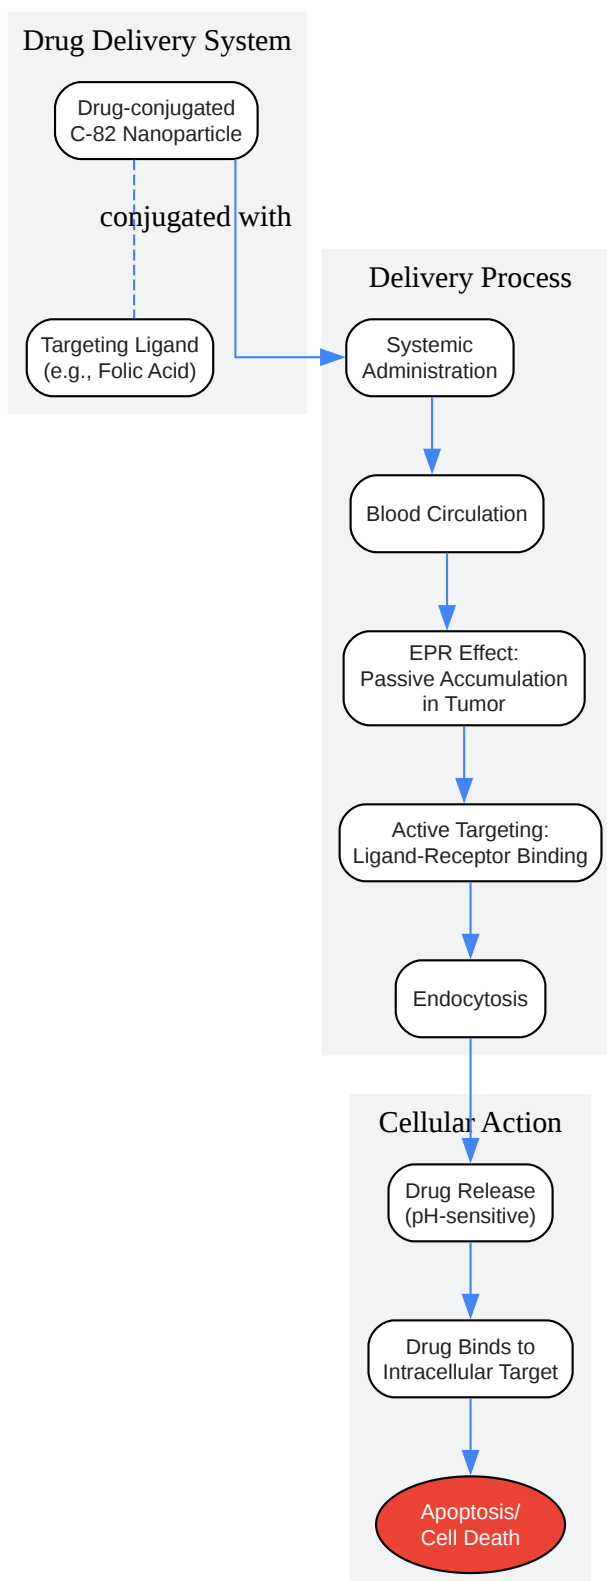 Drug Delivery System
Drug-conjugated
C-82 Nanoparticle
conjugated with
Targeting Ligand
(e.g., Folic Acid)
Delivery Process
Systemic
Administration
Blood Circulation
EPR Effect:
Passive Accumulation
in Tumor
Active Targeting:
Ligand-Receptor Binding
Endocytosis
Cellular Action
Drug Release
(pH-sensitive)
Drug Binds to
Intracellular Target
Apoptosis/
Cell Death